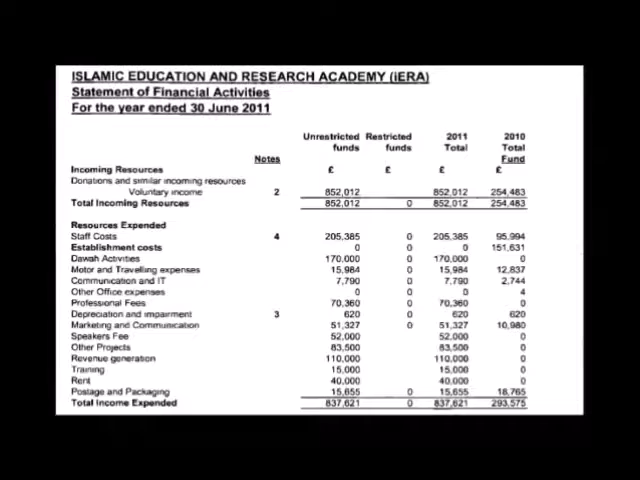 ISLAMIC EDUCATION AND RESEARCH ACADEMY (iERA)
Statement of Financial Activities
For the year ended 30 June 2011
Unrestricted Restricted 2011 2010
funds funds Total Total
Notes Fund
Incoming Resources £ £ £ £
Donations and similar incoming resources
Voluntary income 2 852,012 852,012 254,483
Total Incoming Resources 852,012 0 852,012 254,483
Resources Expended
Staff Costs 4 205,385 0 205,385 95,994
Establishment costs 0 0 0 151,631
Dawah Activities 170,000 0 170,000 0
Motor and Travelling expenses 15,984 0 15,984 12,837
Communication and IT 7,790 0 7,790 2,744
Other Office expenses 0 0 0 4
Professional Fees 70,360 0 70,360 0
Depreciation and impairment 3 620 0 620 620
Marketing and Communication 51,327 0 51,327 10,980
Speakers Fee 52,000 52,000 0
Other Projects 83,500 83,500 0
Revenue generation 110,000 110,000 0
Training 15,000 15,000 0
Rent 40,000 40,000 0
Postage and Packaging 15,655 0 15,655 18,765
Total Income Expended 837,621 0 837,621 293,575